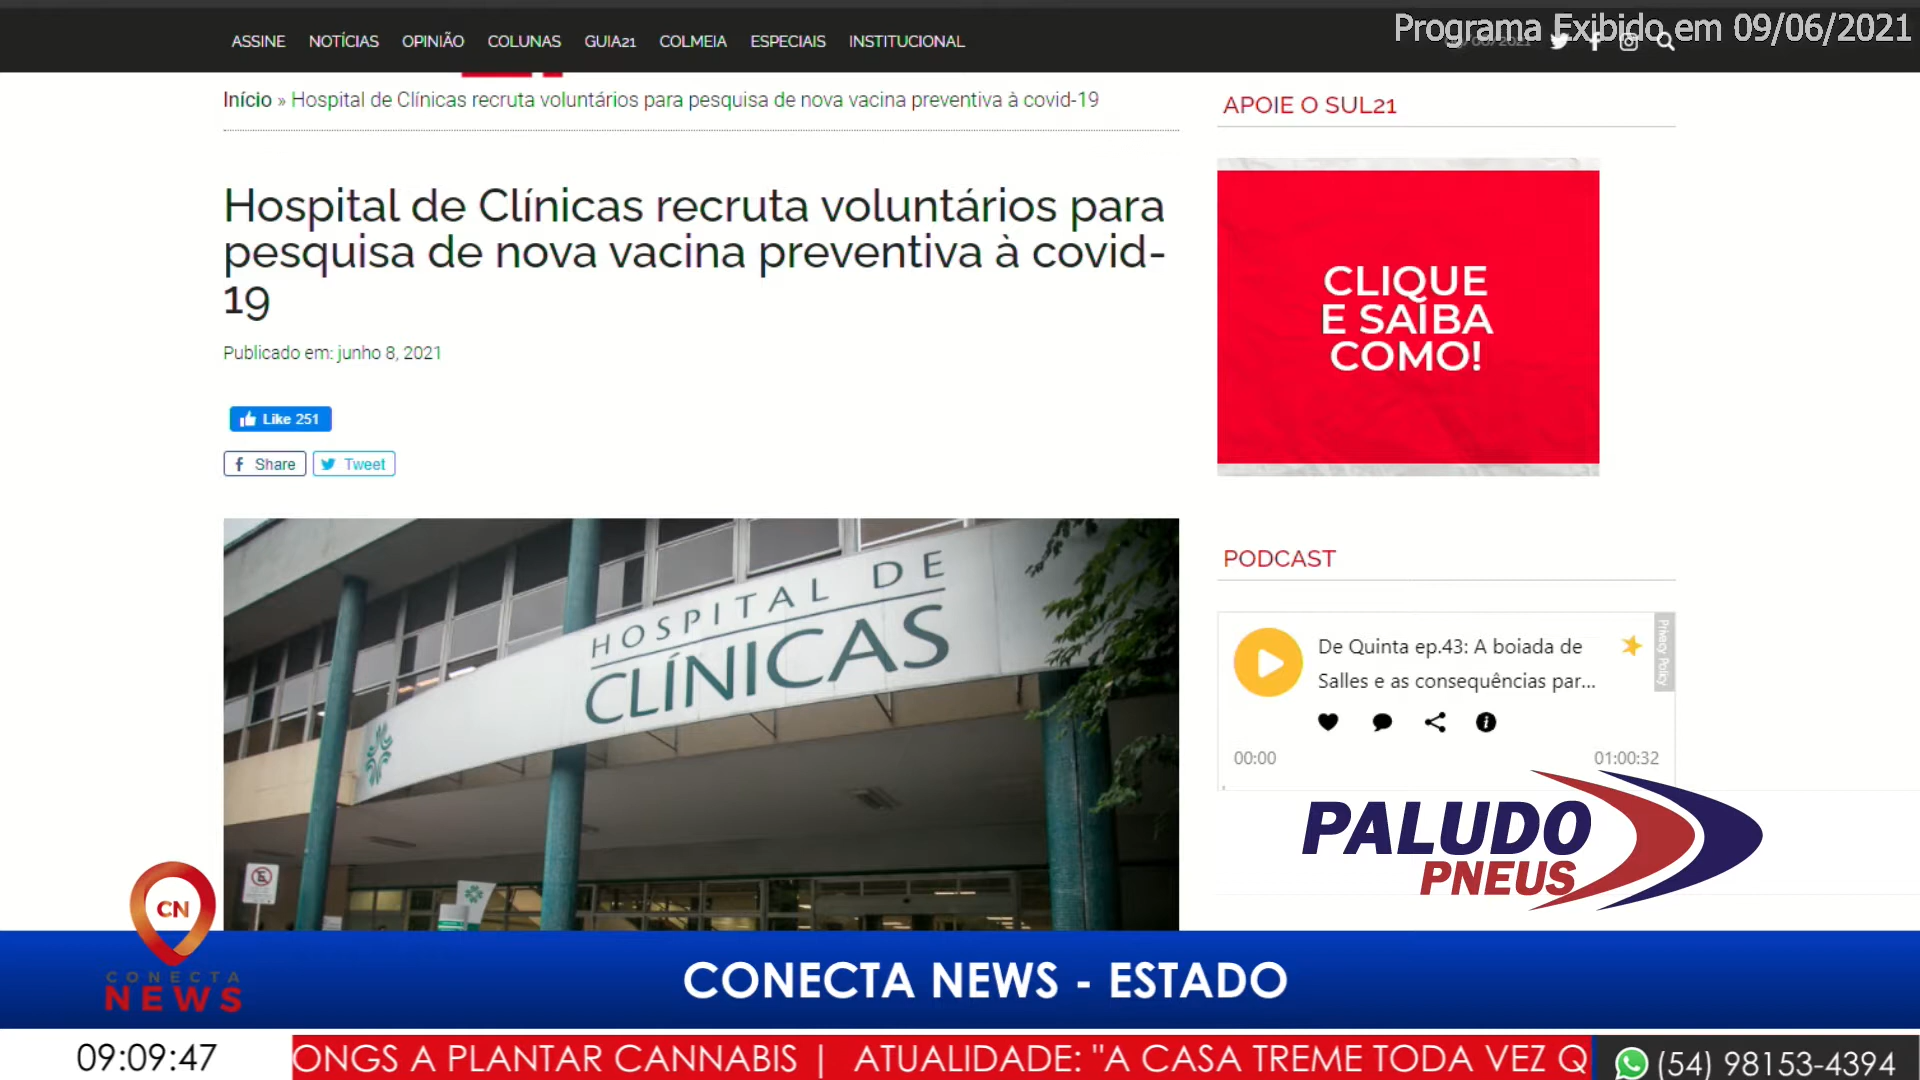 ASSINE NOTÍCIAS OPINIÃO COLUNAS GUIA21 COLMEIA ESPECIAIS INSTITUCIONAL
Programa Exibido em 09/06/2021
Início » Hospital de Clínicas recruta voluntários para pesquisa de nova vacina preventiva à covid-19
APOIE O SUL21
Hospital de Clínicas recruta voluntários para
pesquisa de nova vacina preventiva à covid-
19
Publicado em: junho 8, 2021
Like 251
Share Tweet
CLIQUE
E SAIBA
COMO!
PODCAST
De Quinta ep.43: A boiada de
Salles e as consequências par...
Privacy Policy
00:00 01:00:32
HOSPITAL DE
CLÍNICAS
PALUDO
PNEUS
CN
CONECTA
NEWS
CONECTA NEWS - ESTADO
09:09:47
ONGS A PLANTAR CANNABIS | ATUALIDADE: "A CASA TREME TODA VEZ Q
(54) 98153-4394